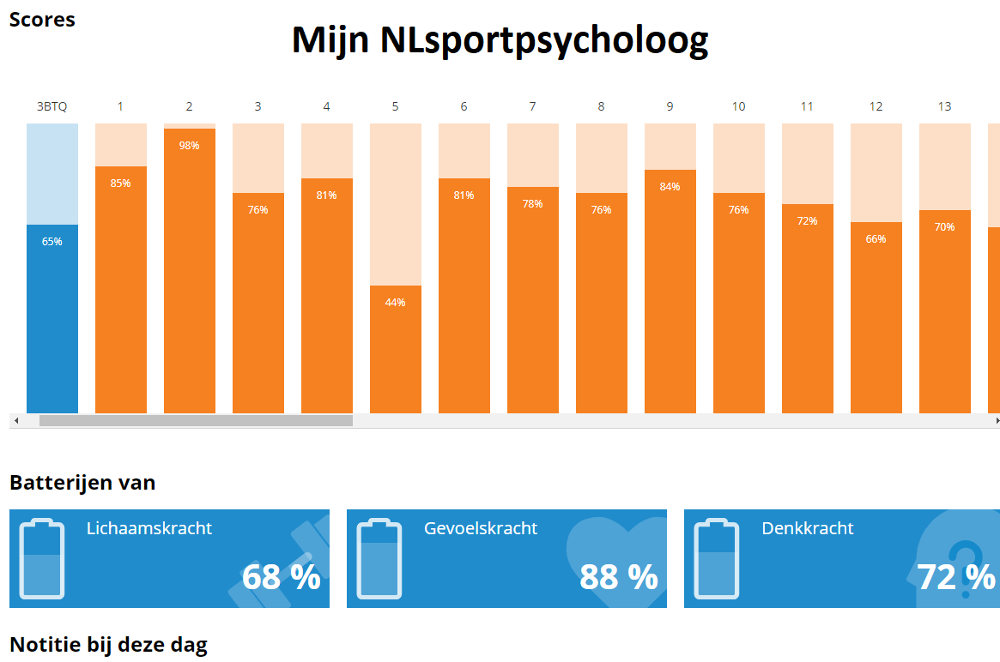 Scores
Mijn NLsportpsycholoog
3BTQ 1 2 3 4 5 6 7 8 9 10 11 12 13
65% 85% 98% 76% 81% 44% 81% 78% 76% 84% 76% 72% 66% 70%
Batterijen van
Lichaamskracht
68 %
Gevoelskracht
88 %
Denkkracht
72 %
Notitie bij deze dag